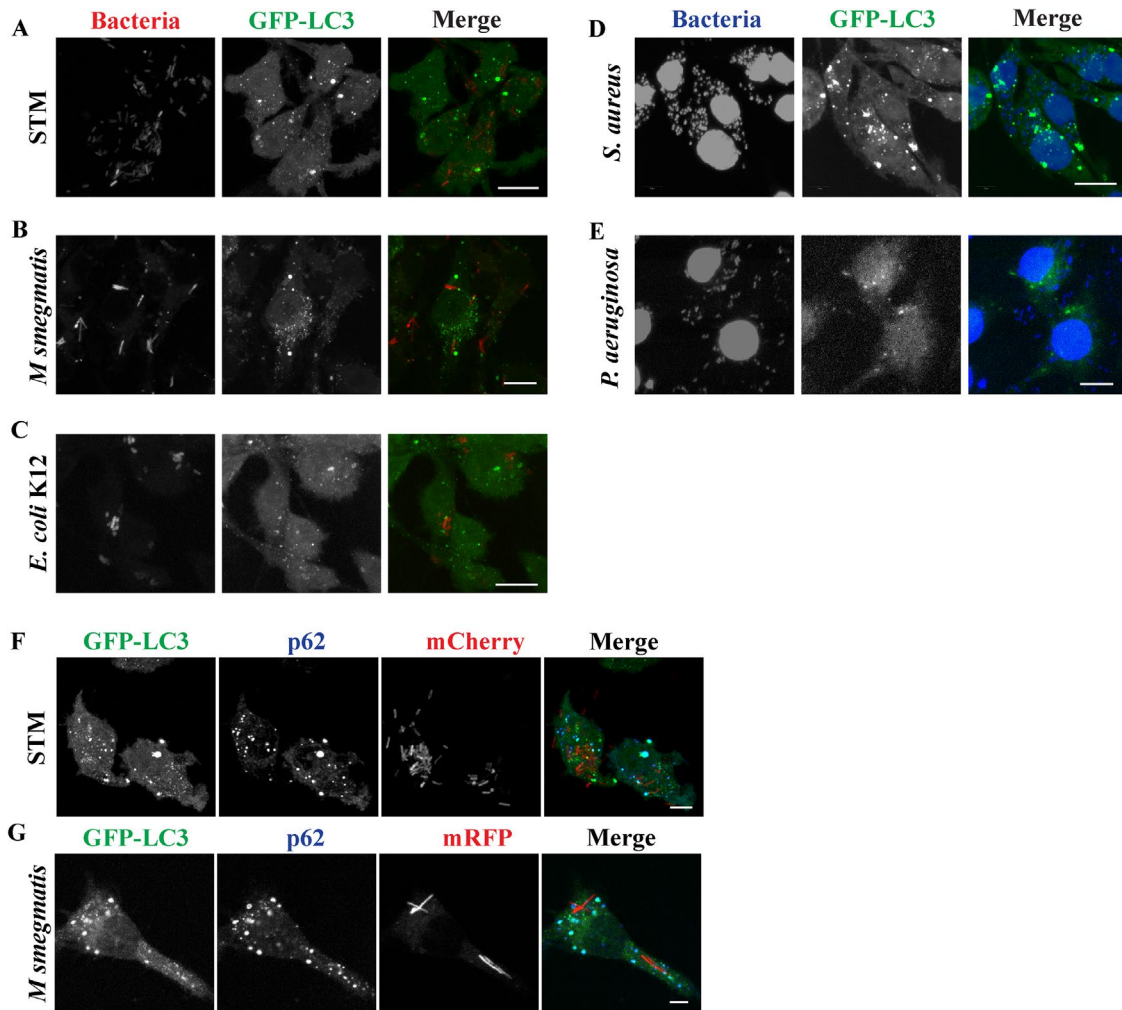 A
Bacteria GFP-LC3 Merge
STM
B
M smegmatis
C
E. coli K12
D
Bacteria GFP-LC3 Merge
S. aureus
E
P. aeruginosa
F
GFP-LC3 p62 mCherry Merge
STM
G
GFP-LC3 p62 mRFP Merge
M smegmatis